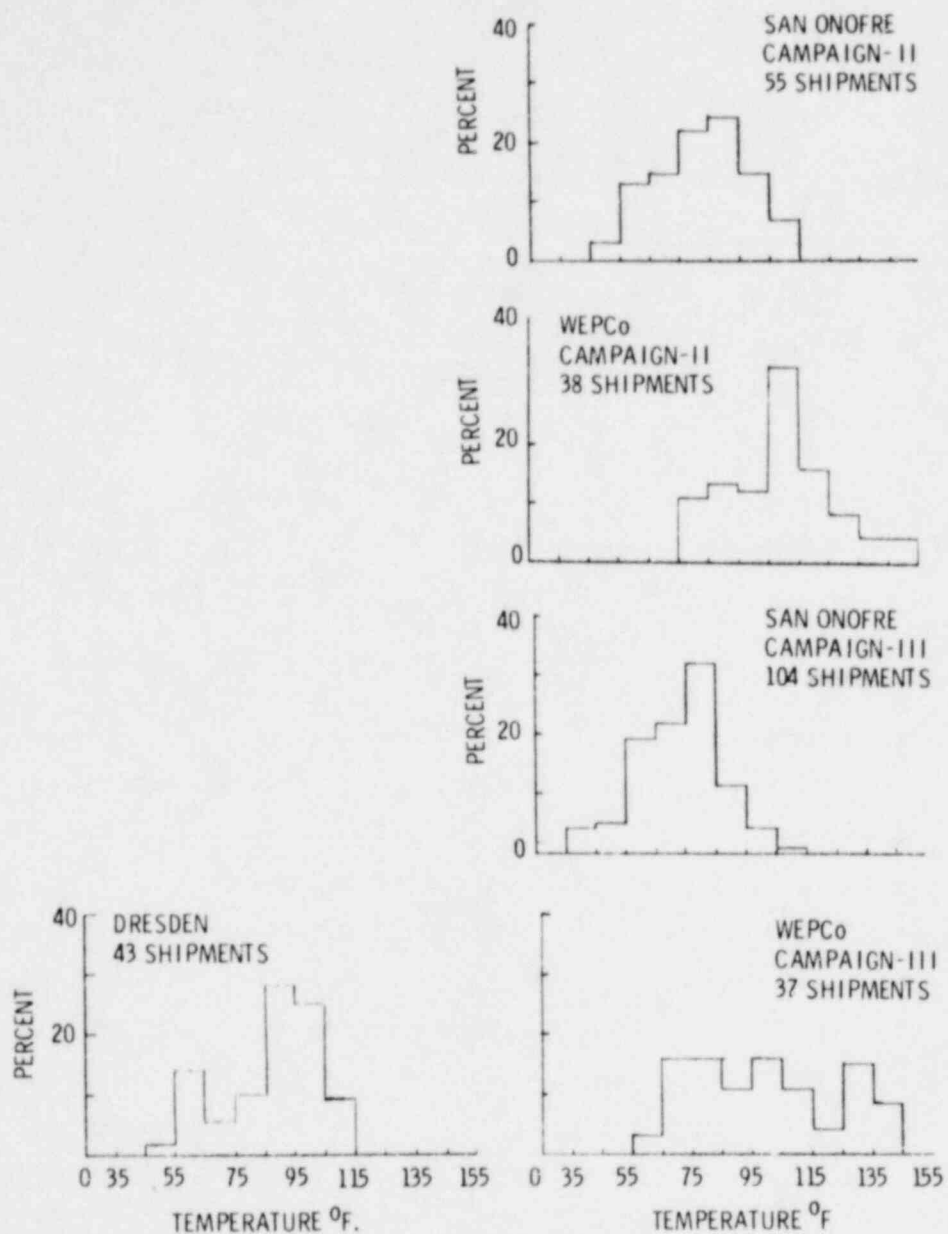 40
20
0
PERCENT
SAN ONOFRE
CAMPAIGN-II
55 SHIPMENTS
40
20
0
PERCENT
WEPCo
CAMPAIGN-II
38 SHIPMENTS
40
20
0
PERCENT
SAN ONOFRE
CAMPAIGN-III
104 SHIPMENTS
40
20
PERCENT
DRESDEN
43 SHIPMENTS
0 35 55 75 95 115 155
TEMPERATURE °F.
WEPCo
CAMPAIGN-III
37 SHIPMENTS
0 35 55 75 95 115 135 155
TEMPERATURE °F